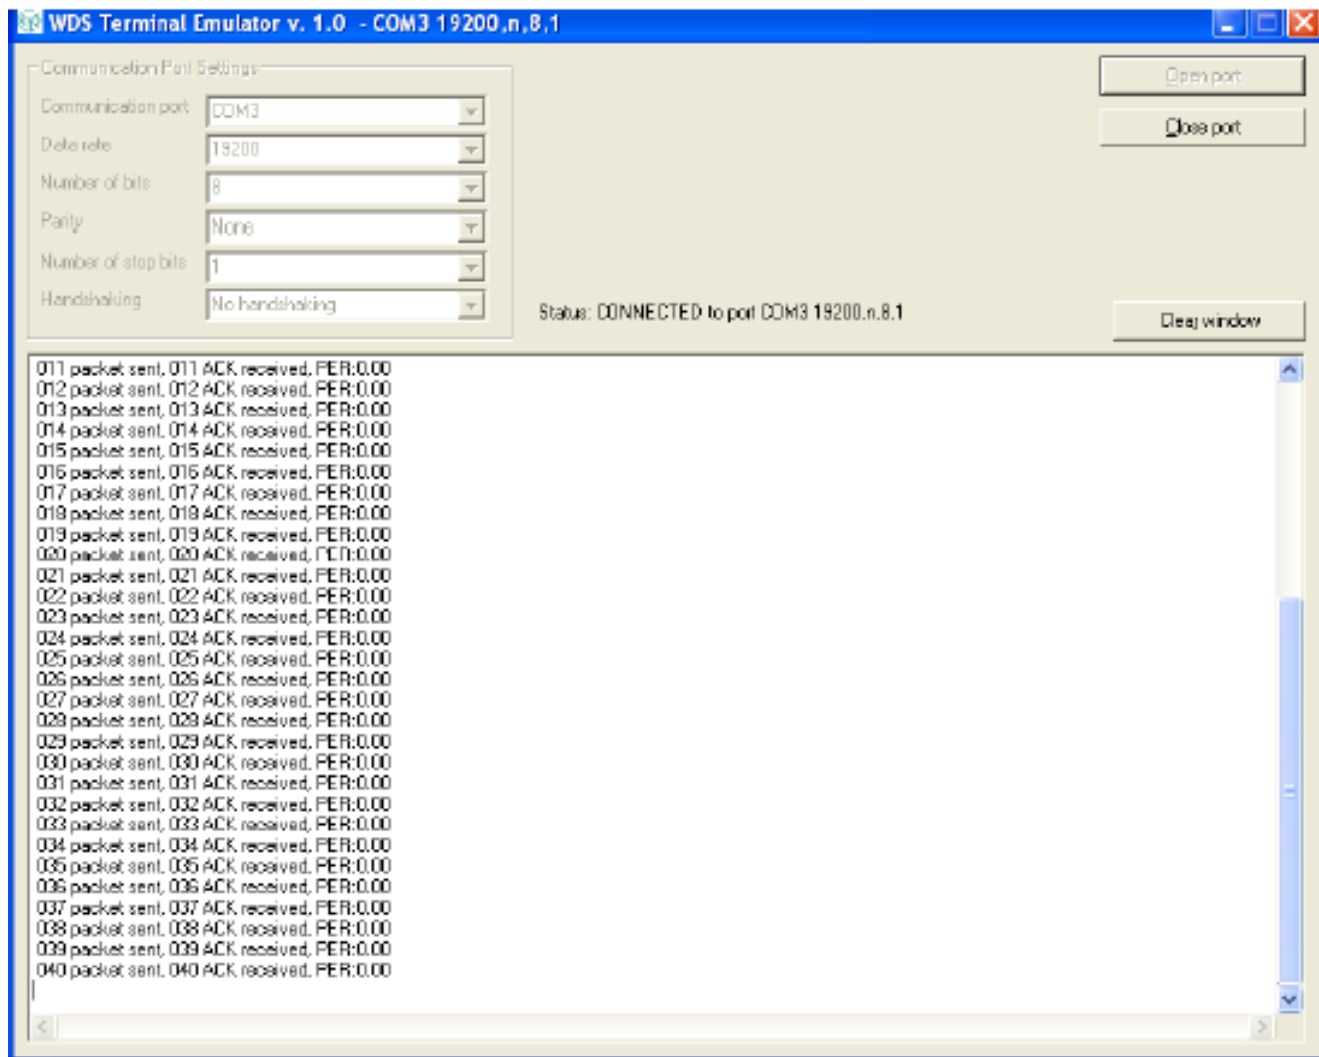 WDS Terminal Emulator v. 1.0 - COM3 19200,n,8,1
Communication Port Settings
Open port
Communication port COM3
Close port
Data rate 19200
Number of bits 8
Parity None
Number of stop bits 1
Handshaking No handshaking
Status: CONNECTED to port COM3 19200,n,8,1
Clear window
011 packet sent, 011 ACK received, PER:0.00
012 packet sent, 012 ACK received, PER:0.00
013 packet sent, 013 ACK received, PER:0.00
014 packet sent, 014 ACK received, PER:0.00
015 packet sent, 015 ACK received, PER:0.00
016 packet sent, 016 ACK received, PER:0.00
017 packet sent, 017 ACK received, PER:0.00
018 packet sent, 018 ACK received, PER:0.00
019 packet sent, 019 ACK received, PER:0.00
020 packet sent, 020 ACK received, PER:0.00
021 packet sent, 021 ACK received, PER:0.00
022 packet sent, 022 ACK received, PER:0.00
023 packet sent, 023 ACK received, PER:0.00
024 packet sent, 024 ACK received, PER:0.00
025 packet sent, 025 ACK received, PER:0.00
026 packet sent, 026 ACK received, PER:0.00
027 packet sent, 027 ACK received, PER:0.00
028 packet sent, 028 ACK received, PER:0.00
029 packet sent, 029 ACK received, PER:0.00
030 packet sent, 030 ACK received, PER:0.00
031 packet sent, 031 ACK received, PER:0.00
032 packet sent, 032 ACK received, PER:0.00
033 packet sent, 033 ACK received, PER:0.00
034 packet sent, 034 ACK received, PER:0.00
035 packet sent, 035 ACK received, PER:0.00
036 packet sent, 036 ACK received, PER:0.00
037 packet sent, 037 ACK received, PER:0.00
038 packet sent, 038 ACK received, PER:0.00
039 packet sent, 039 ACK received, PER:0.00
040 packet sent, 040 ACK received, PER:0.00